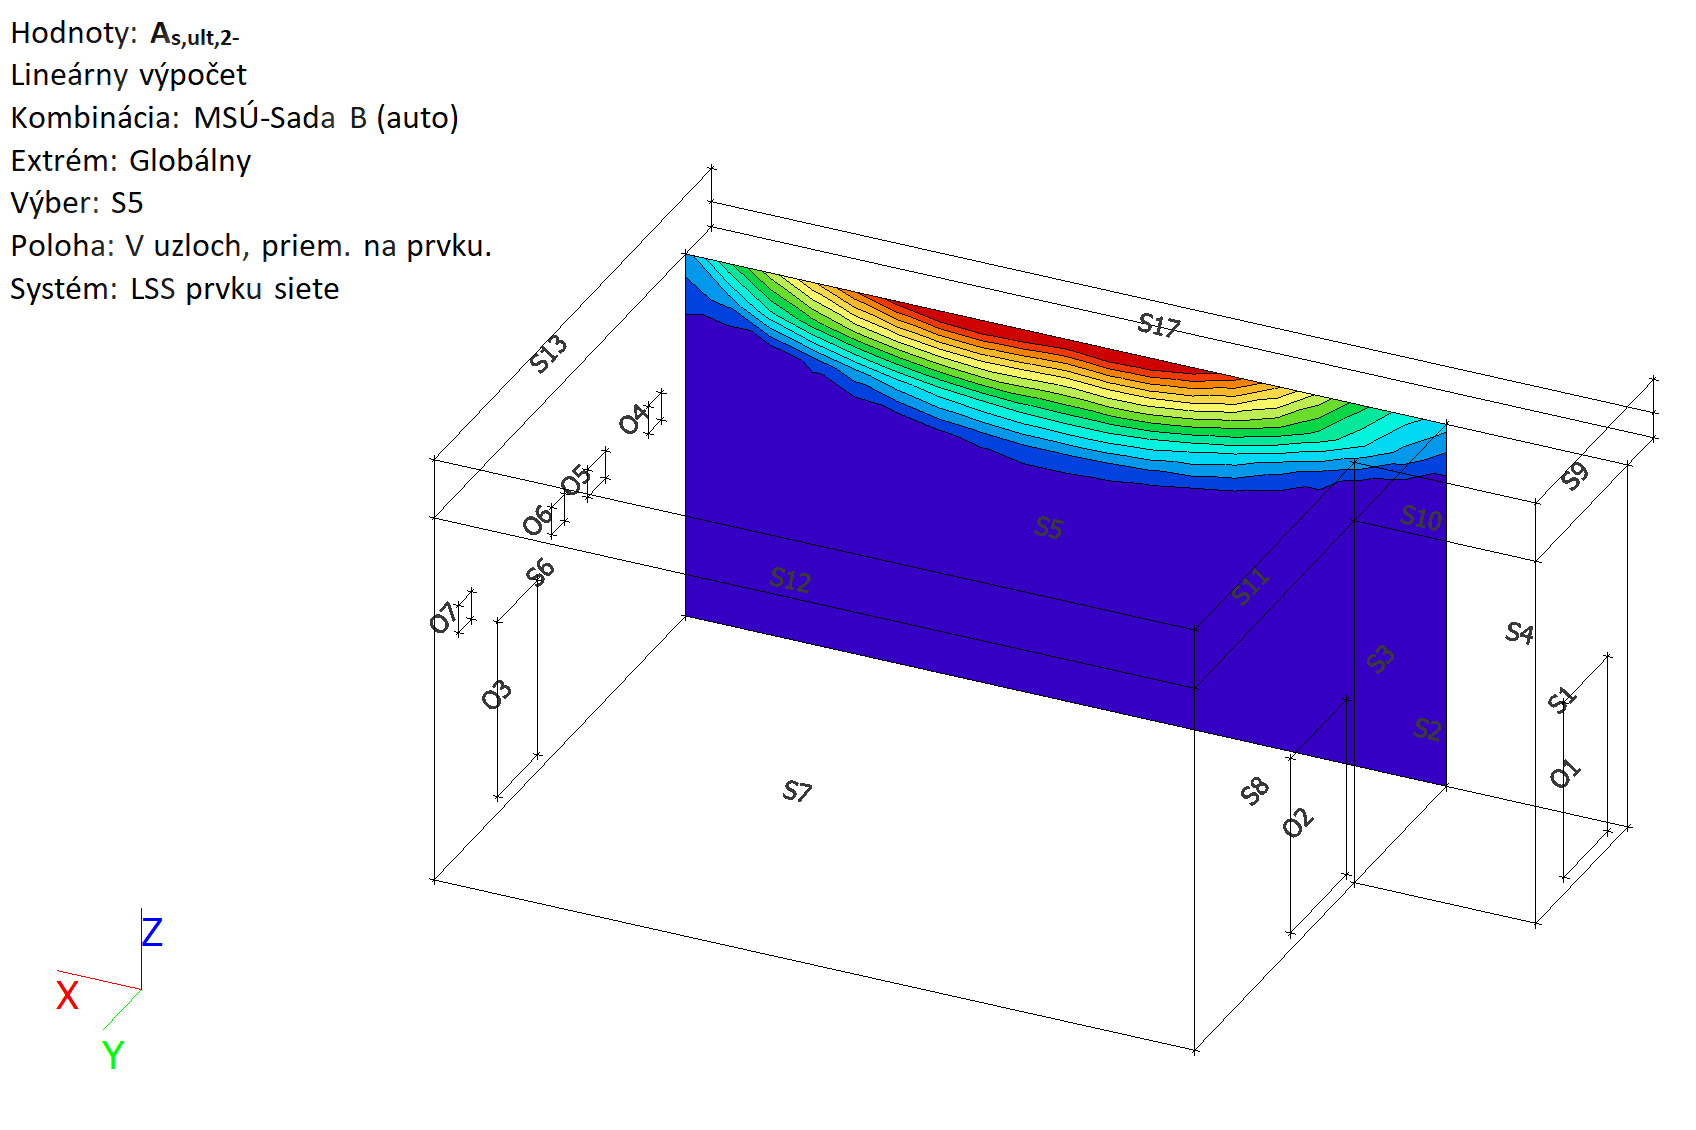 Hodnoty: As,ult,2-
Lineárny výpočet
Kombinácia: MSÚ-Sada B (auto)
Extrém: Globálny
Výber: S5
Poloha: V uzloch, priem. na prvku.
Systém: LSS prvku siete
S17
S13
O4
S9
O5
O6
S10
S5
S6
S12
S11
O7
S4
S3
O3
S1
S2
O1
S7
S8
O2
Z
X
Y